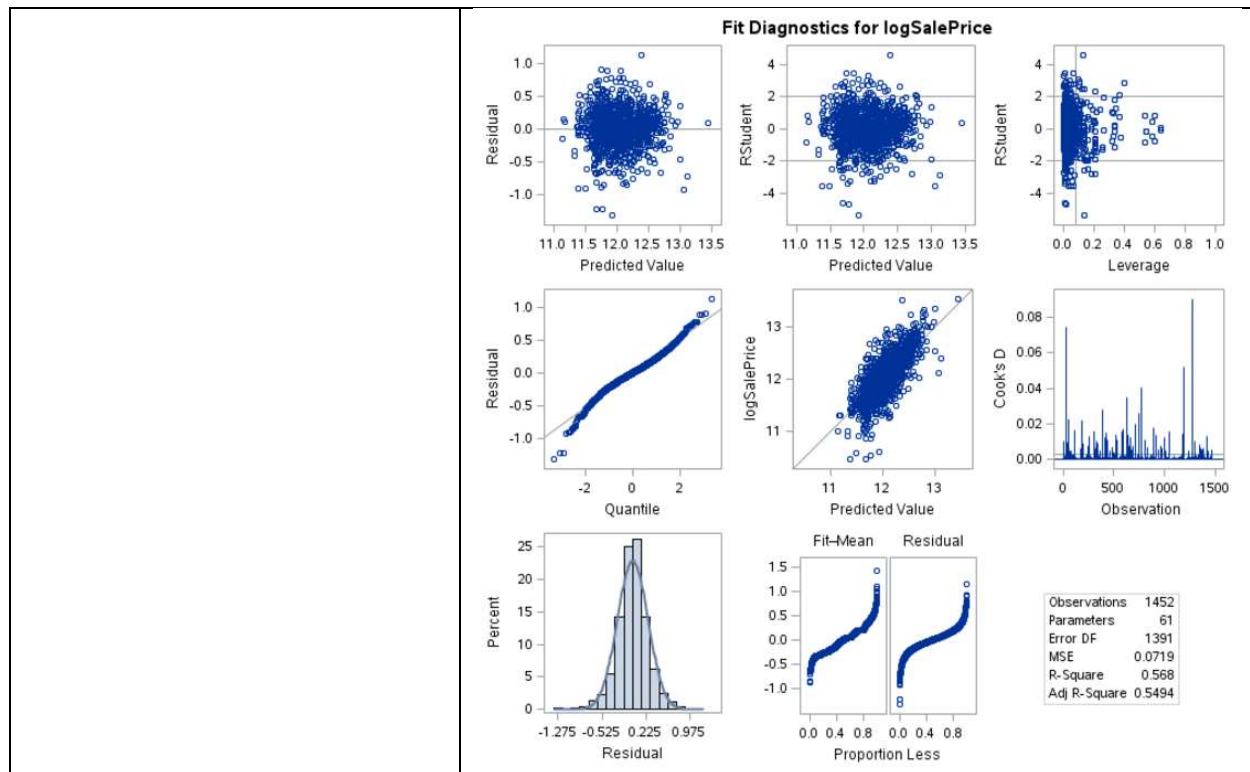 Fit Diagnostics for logSalePrice
1.0
0.5
0.0
-0.5
-1.0
Residual
11.0 11.5 12.0 12.5 13.0 13.5
Predicted Value
4
2
0
-2
-4
RStudent
11.0 11.5 12.0 12.5 13.0 13.5
Predicted Value
4
2
0
-2
-4
RStudent
0.0 0.2 0.4 0.6 0.8 1.0
Leverage
1.0
0.5
0.0
-0.5
-1.0
Residual
-2 0 2
Quantile
13
12
11
logSalePrice
11 12 13
Predicted Value
0.08
0.06
0.04
0.02
0.00
Cook's D
0 500 1000 1500
Observation
25
20
15
10
5
0
Percent
-1.275 -0.525 0.225 0.975
Residual
Fit–Mean Residual
1.5
1.0
0.5
0.0
-0.5
-1.0
0.0 0.4 0.8 0.0 0.4 0.8
Proportion Less
Observations 1452
Parameters 61
Error DF 1391
MSE 0.0719
R-Square 0.568
Adj R-Square 0.5494